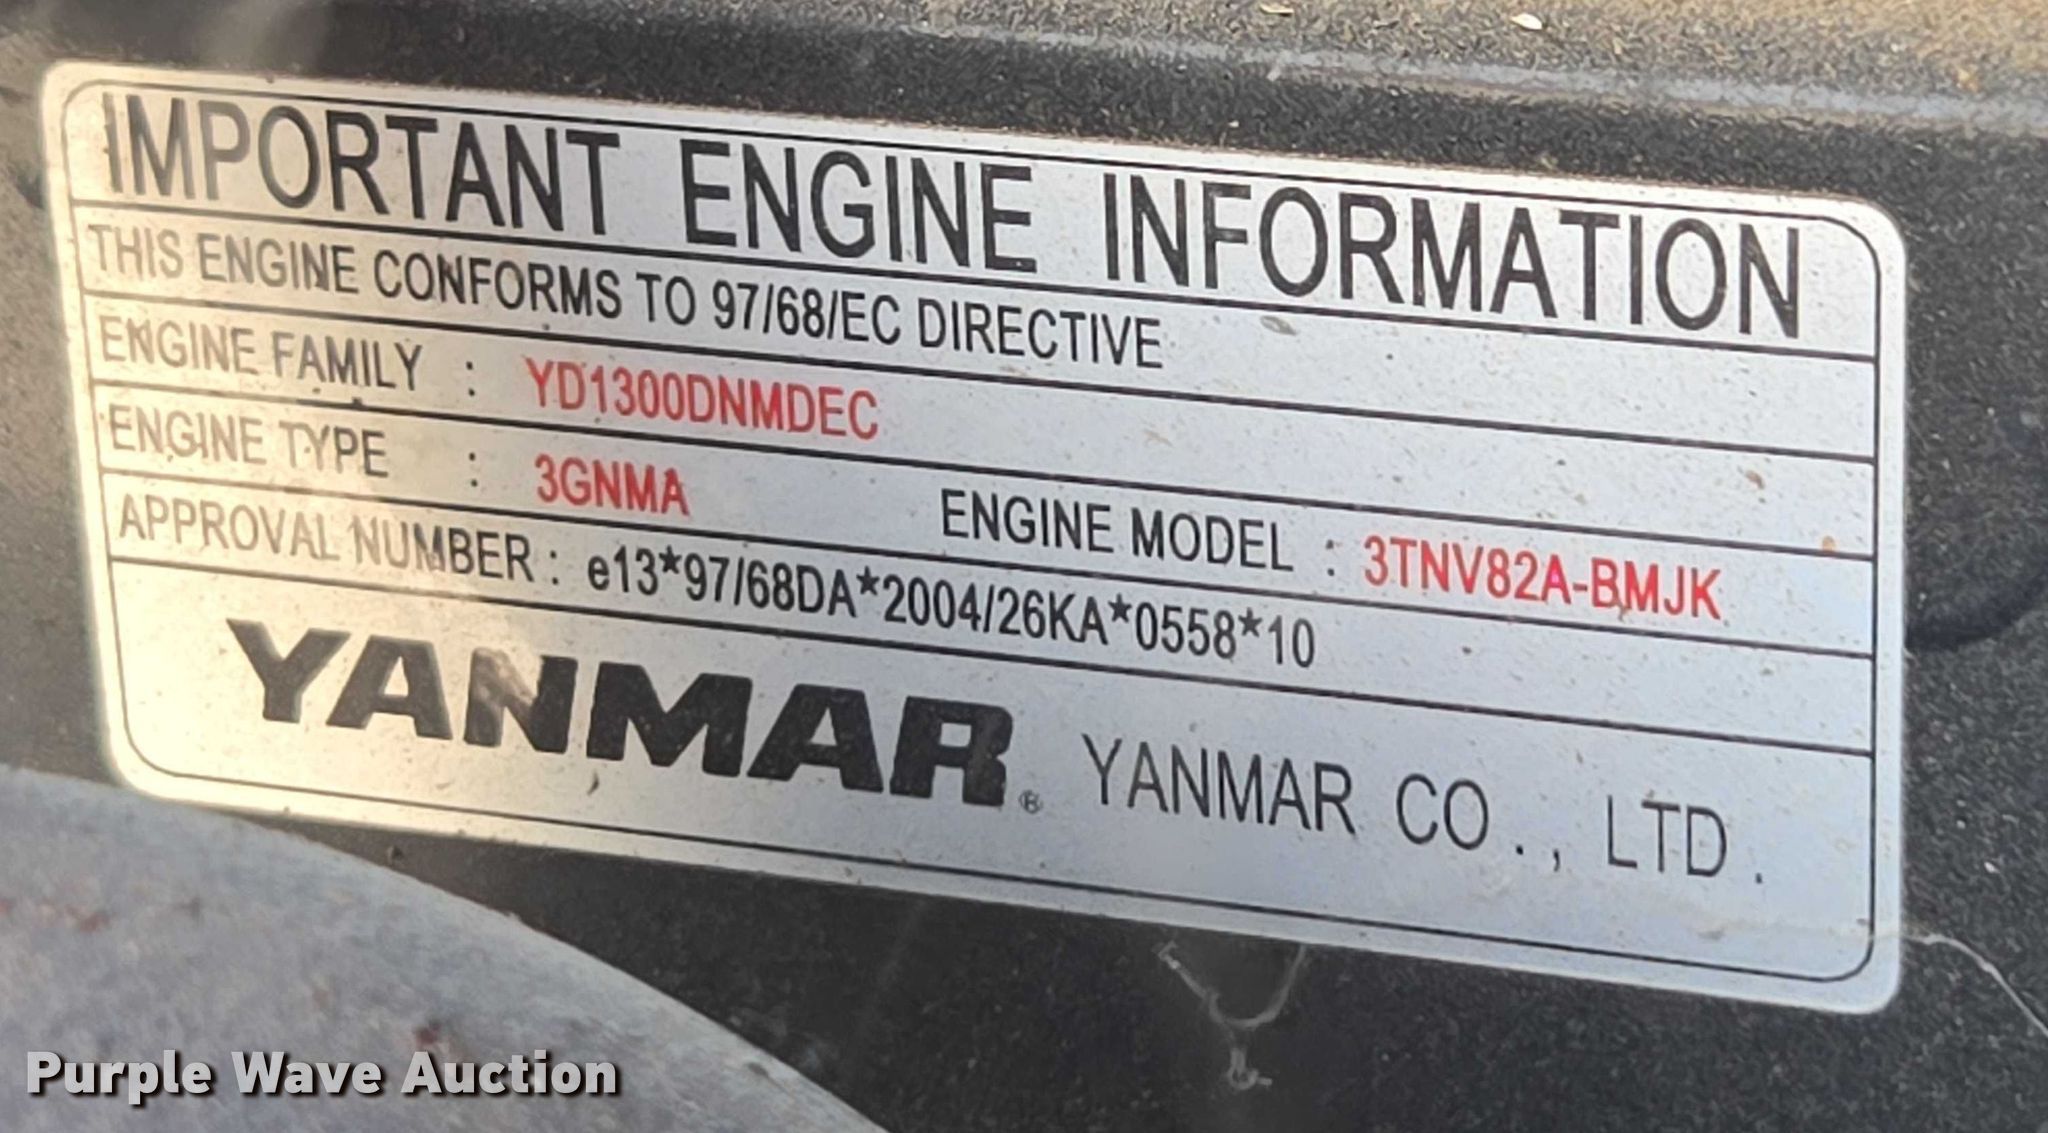 IMPORTANT ENGINE INFORMATION
THIS ENGINE CONFORMS TO 97/68/EC DIRECTIVE
ENGINE FAMILY : YD1300DNMDEC
ENGINE TYPE : 3GNMA ENGINE MODEL : 3TNV82A-BMJK
APPROVAL NUMBER : e13*97/68DA*2004/26KA*0558*10
YANMAR® YANMAR CO., LTD.
Purple Wave Auction